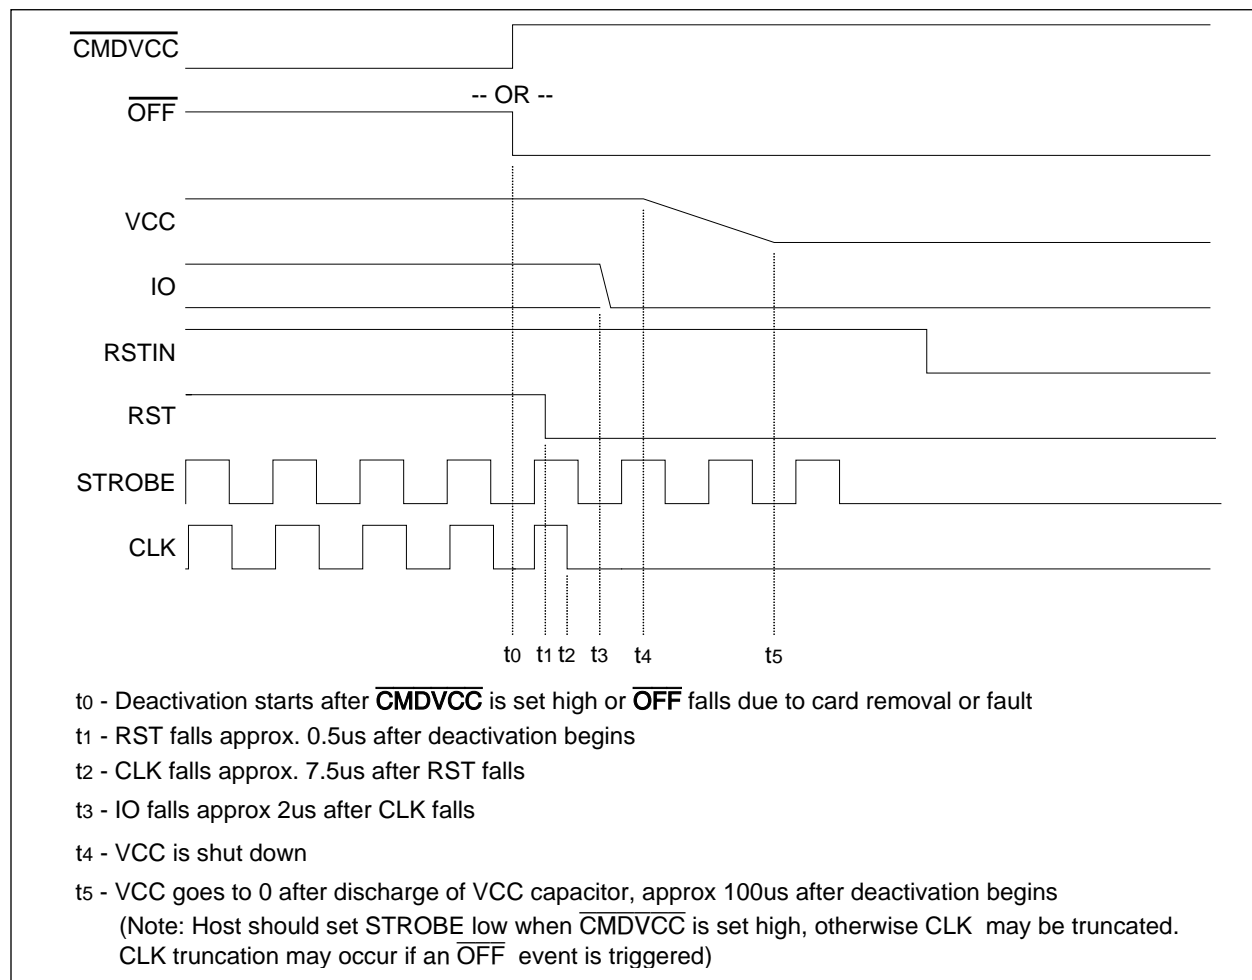 CMDVCC
-- OR --
OFF
VCC
IO
RSTIN
RST
STROBE
CLK
t0 t1 t2 t3 t4 t5
t0 - Deactivation starts after CMDVCC is set high or OFF falls due to card removal or fault
t1 - RST falls approx. 0.5us after deactivation begins
t2 - CLK falls approx. 7.5us after RST falls
t3 - IO falls approx 2us after CLK falls
t4 - VCC is shut down
t5 - VCC goes to 0 after discharge of VCC capacitor, approx 100us after deactivation begins
(Note: Host should set STROBE low when CMDVCC is set high, otherwise CLK may be truncated.
CLK truncation may occur if an OFF event is triggered)